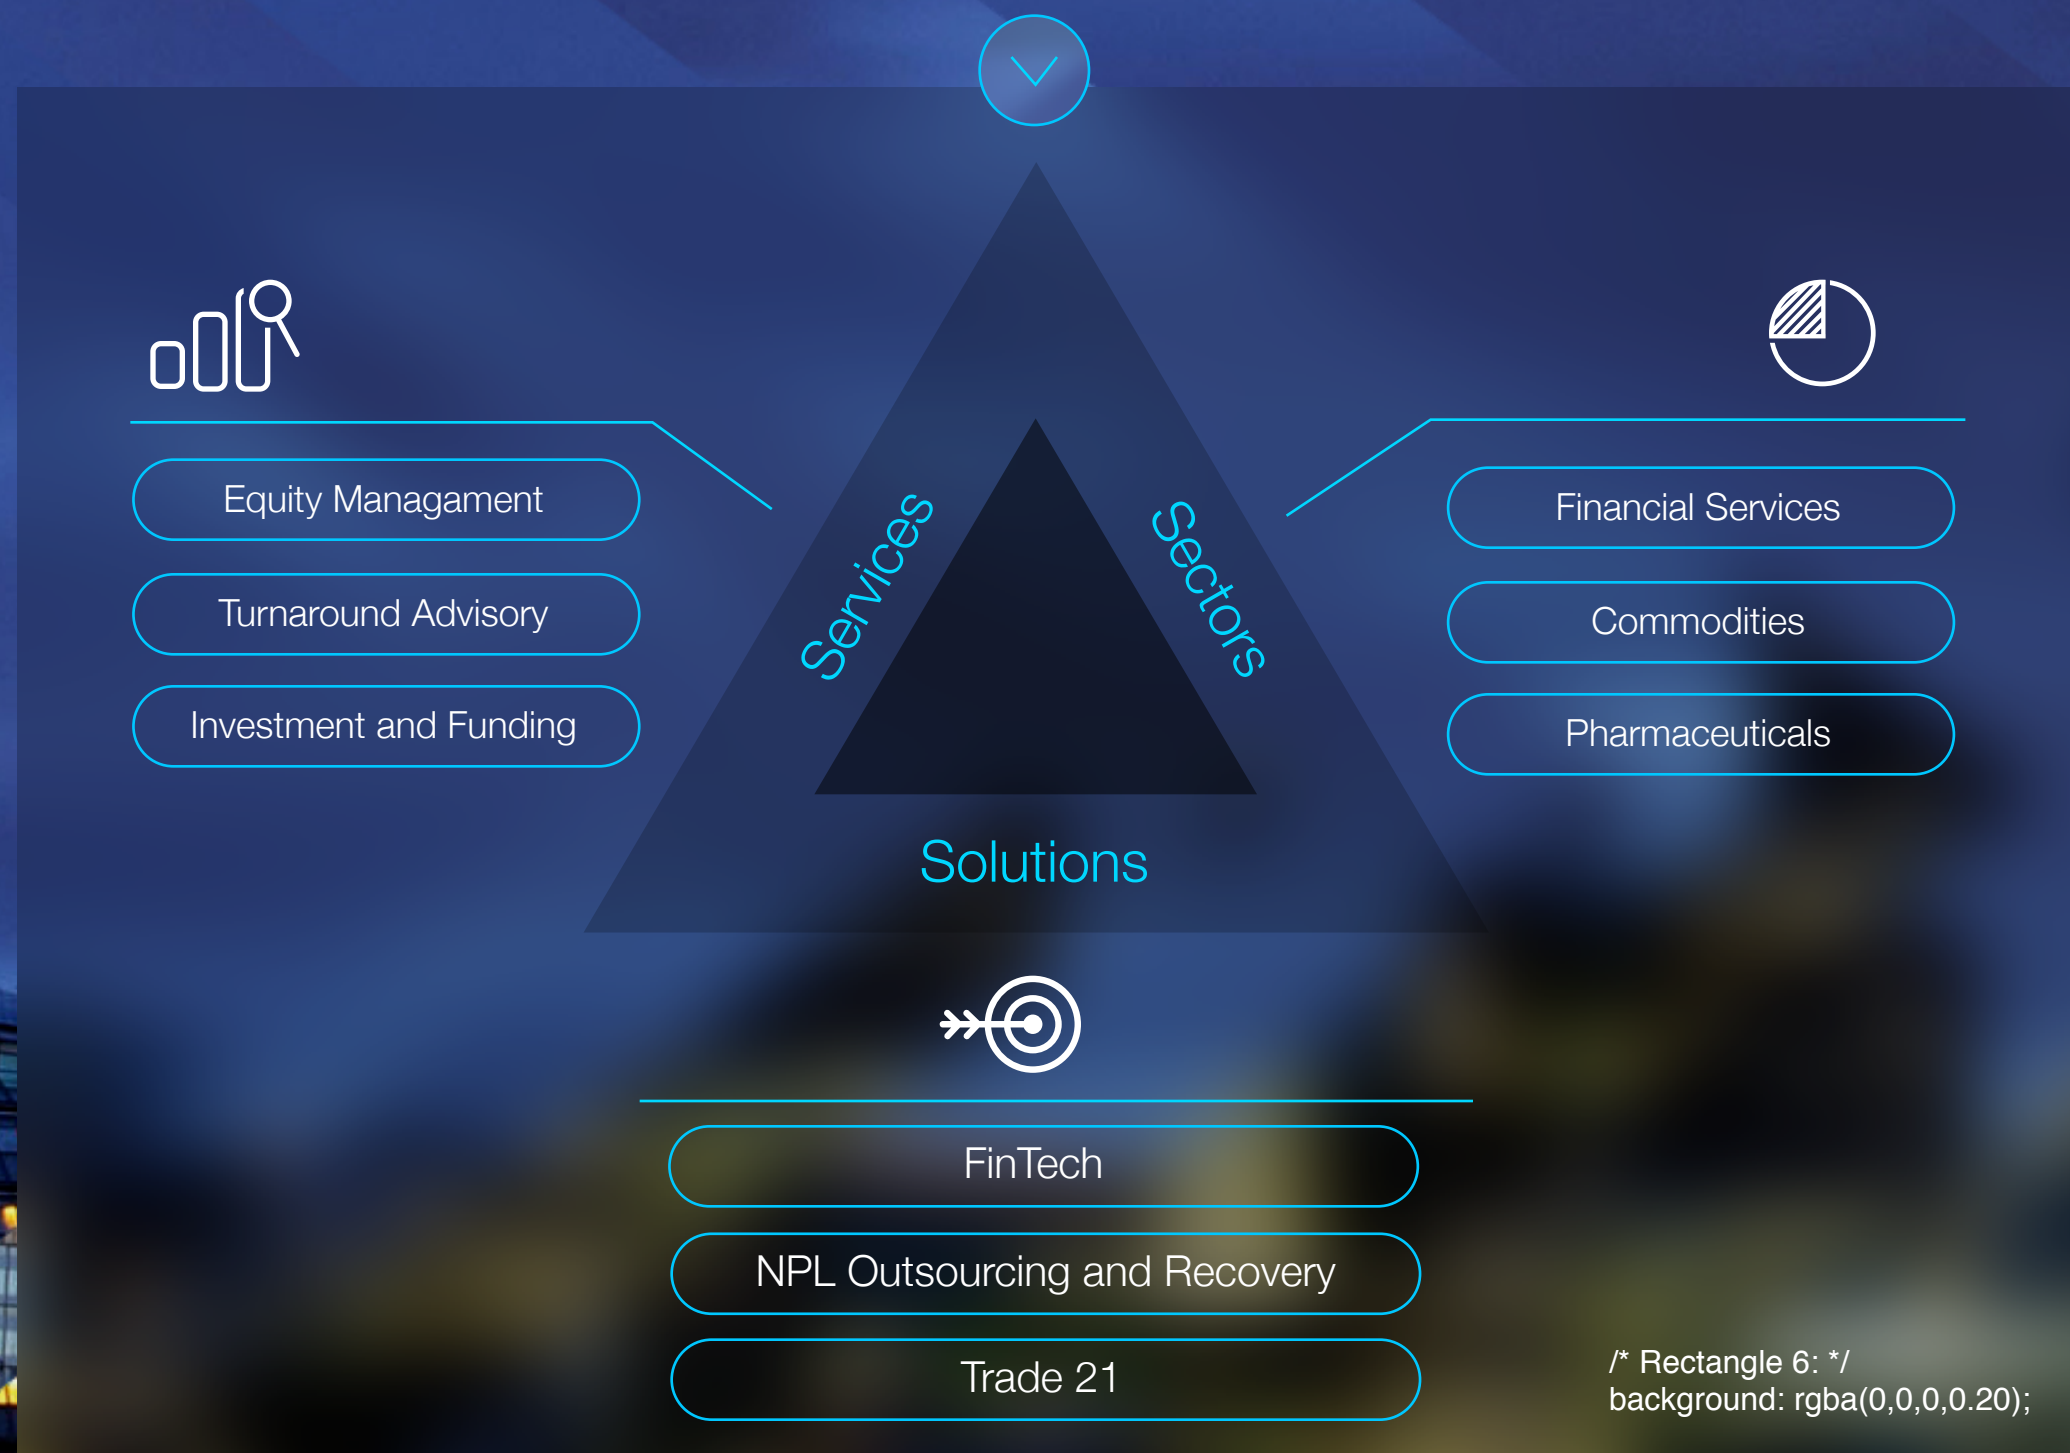 Equity Managament
Turnaround Advisory
Investment and Funding
Services
Sectors
Financial Services
Commodities
Pharmaceuticals
Solutions
FinTech
NPL Outsourcing and Recovery
Trade 21
/* Rectangle 6: */
background: rgba(0,0,0,0.20);